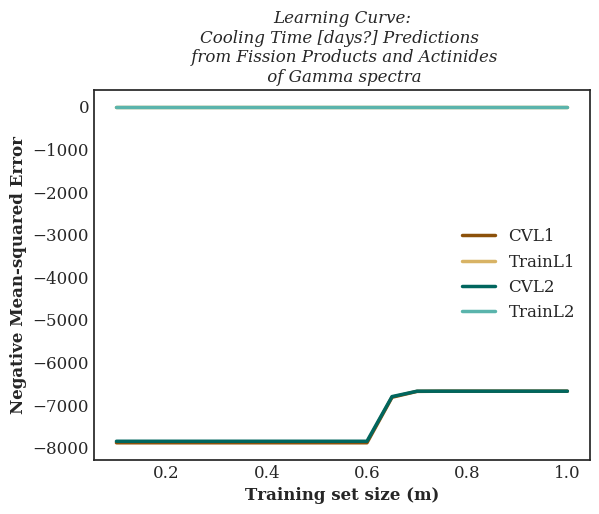 Learning Curve:
Cooling Time [days?] Predictions
from Fission Products and Actinides
of Gamma spectra
Negative Mean-squared Error
0
−1000
−2000
−3000
−4000
−5000
−6000
−7000
−8000
CVL1
TrainL1
CVL2
TrainL2
0.2 0.4 0.6 0.8 1.0
Training set size (m)